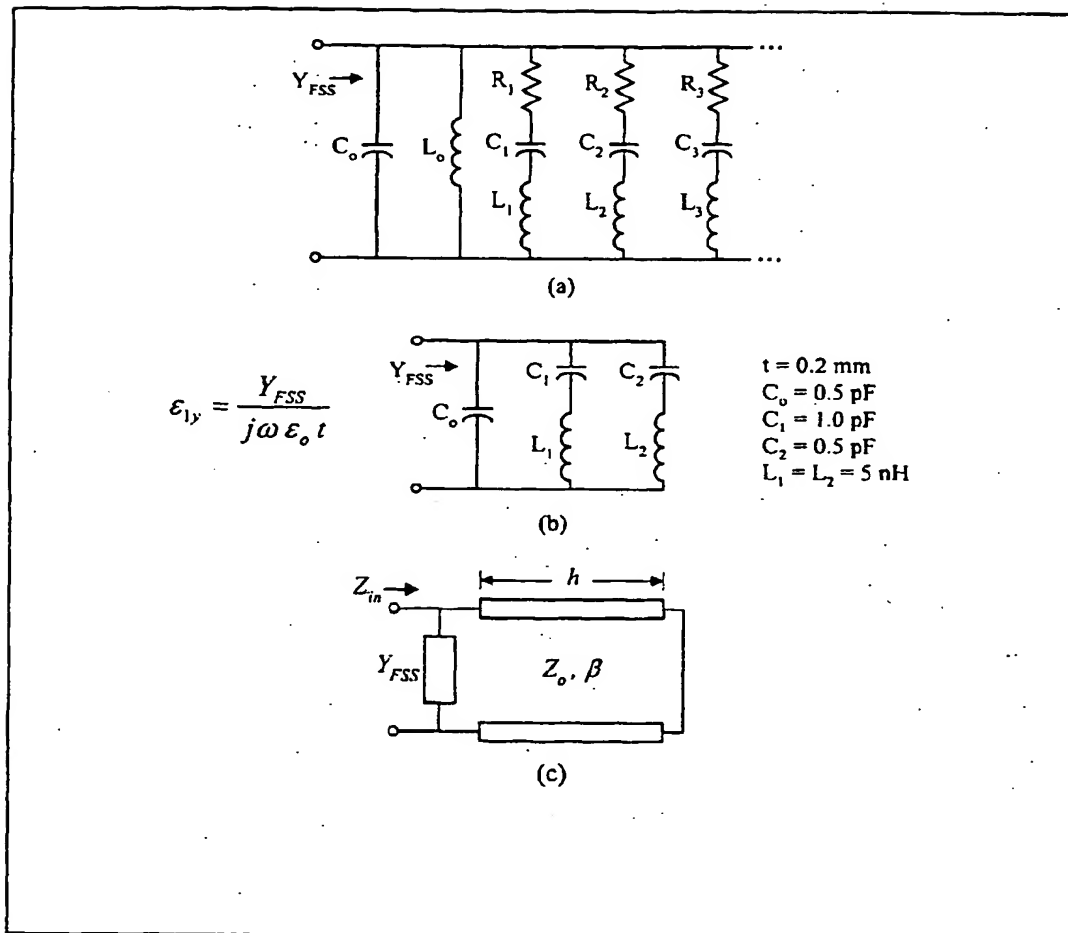 Y_FSS →
C_o
L_o
R_1
C_1
L_1
R_2
C_2
L_2
R_3
C_3
L_3
...
...
(a)
ε_1y = Y_FSS / jω ε_o t
Y_FSS →
C_o
C_1
L_1
C_2
L_2
t = 0.2 mm
C_o = 0.5 pF
C_1 = 1.0 pF
C_2 = 0.5 pF
L_1 = L_2 = 5 nH
(b)
Z_in →
h
Y_FSS
Z_o, β
(c)